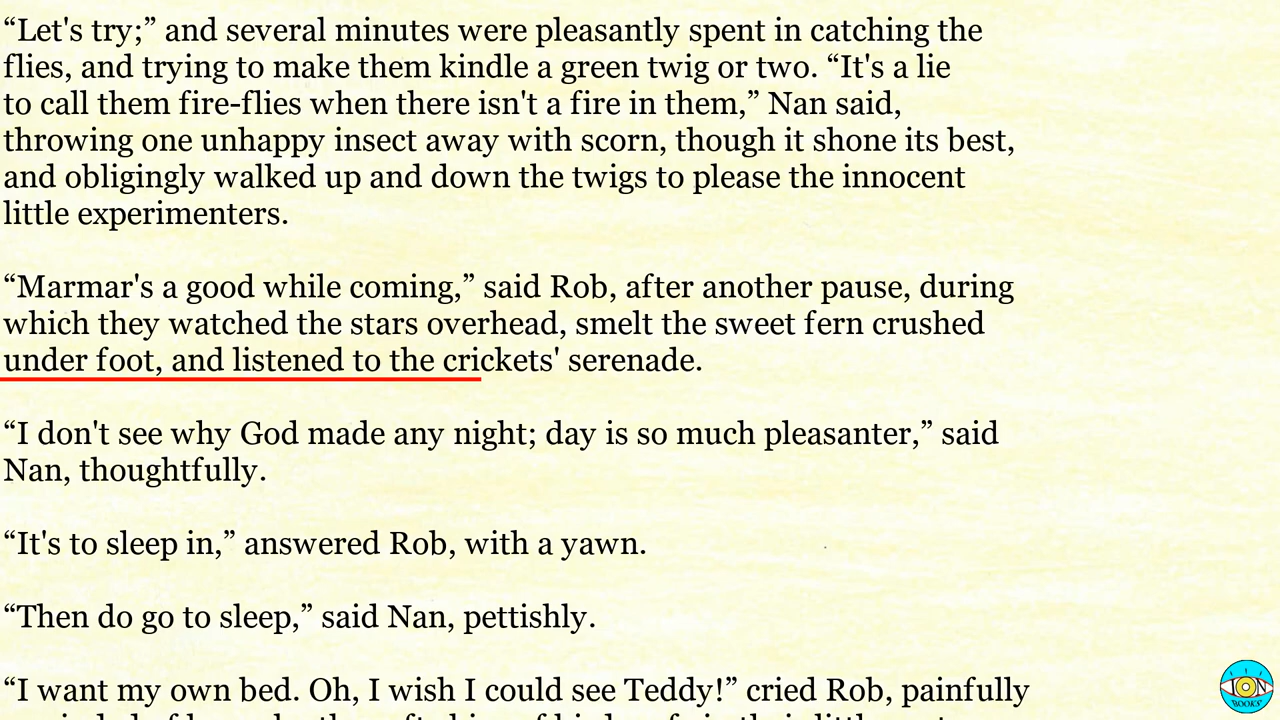 “Let's try;” and several minutes were pleasantly spent in catching the
flies, and trying to make them kindle a green twig or two. “It's a lie
to call them fire-flies when there isn't a fire in them,” Nan said,
throwing one unhappy insect away with scorn, though it shone its best,
and obligingly walked up and down the twigs to please the innocent
little experimenters.
“Marmar's a good while coming,” said Rob, after another pause, during
which they watched the stars overhead, smelt the sweet fern crushed
under foot, and listened to the crickets' serenade.
“I don't see why God made any night; day is so much pleasanter,” said
Nan, thoughtfully.
“It's to sleep in,” answered Rob, with a yawn.
“Then do go to sleep,” said Nan, pettishly.
“I want my own bed. Oh, I wish I could see Teddy!” cried Rob, painfully
ION
BOOKS